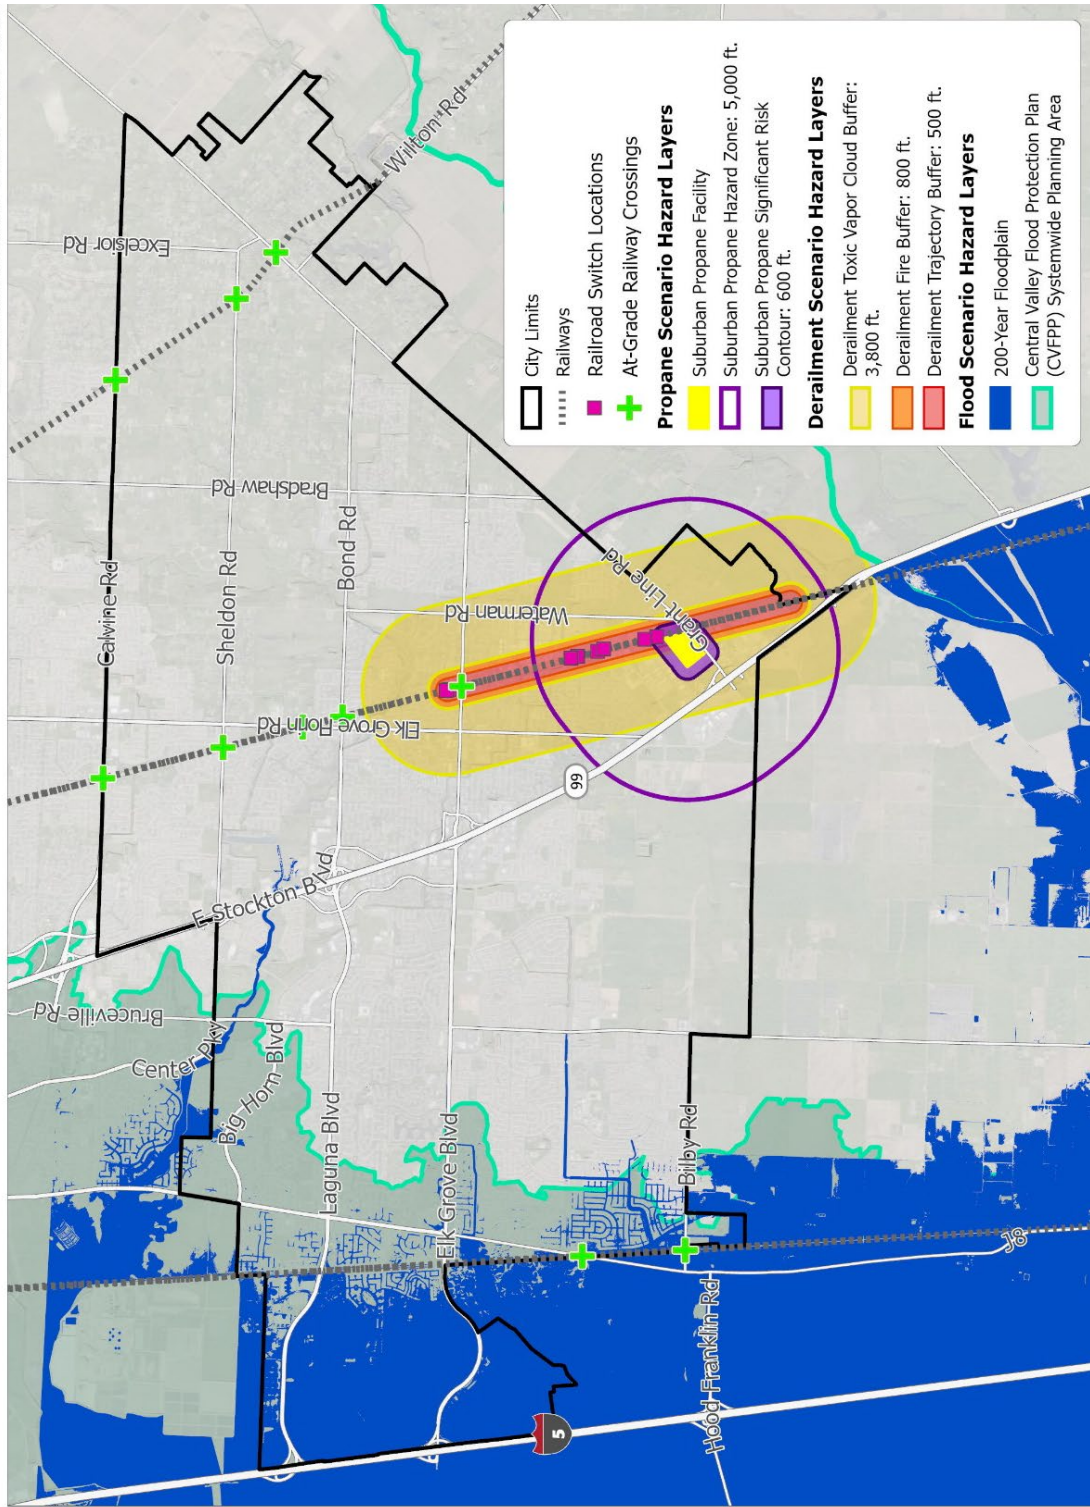 Calvine Rd
Sheldon Rd
Bond Rd
Excelsior Rd
Bradshaw Rd
Waterman Rd
Wilton Rd
Grant Line Rd
Elk Grove Florin Rd
E Stockton Blvd
99
Bruceville Rd
Center Pky
Big Horn Blvd
Laguna Blvd
Elk Grove Blvd
Bilby Rd
Hood Franklin Rd
J8
5
City Limits
Railways
Railroad Switch Locations
At-Grade Railway Crossings
Propane Scenario Hazard Layers
Suburban Propane Facility
Suburban Propane Hazard Zone: 5,000 ft.
Suburban Propane Significant Risk
Contour: 600 ft.
Derailment Scenario Hazard Layers
Derailment Toxic Vapor Cloud Buffer:
3,800 ft.
Derailment Fire Buffer: 800 ft.
Derailment Trajectory Buffer: 500 ft.
Flood Scenario Hazard Layers
200-Year Floodplain
Central Valley Flood Protection Plan
(CVFPP) Systemwide Planning Area